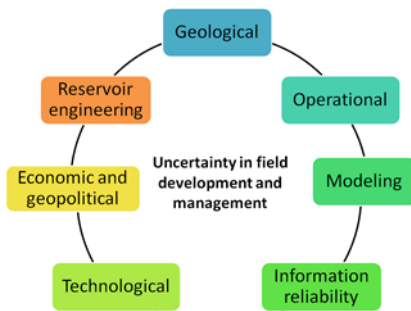 Geological
Reservoir
engineering
Operational
Economic and
geopolitical
Uncertainty in field
development and
management
Modeling
Technological
Information
reliability